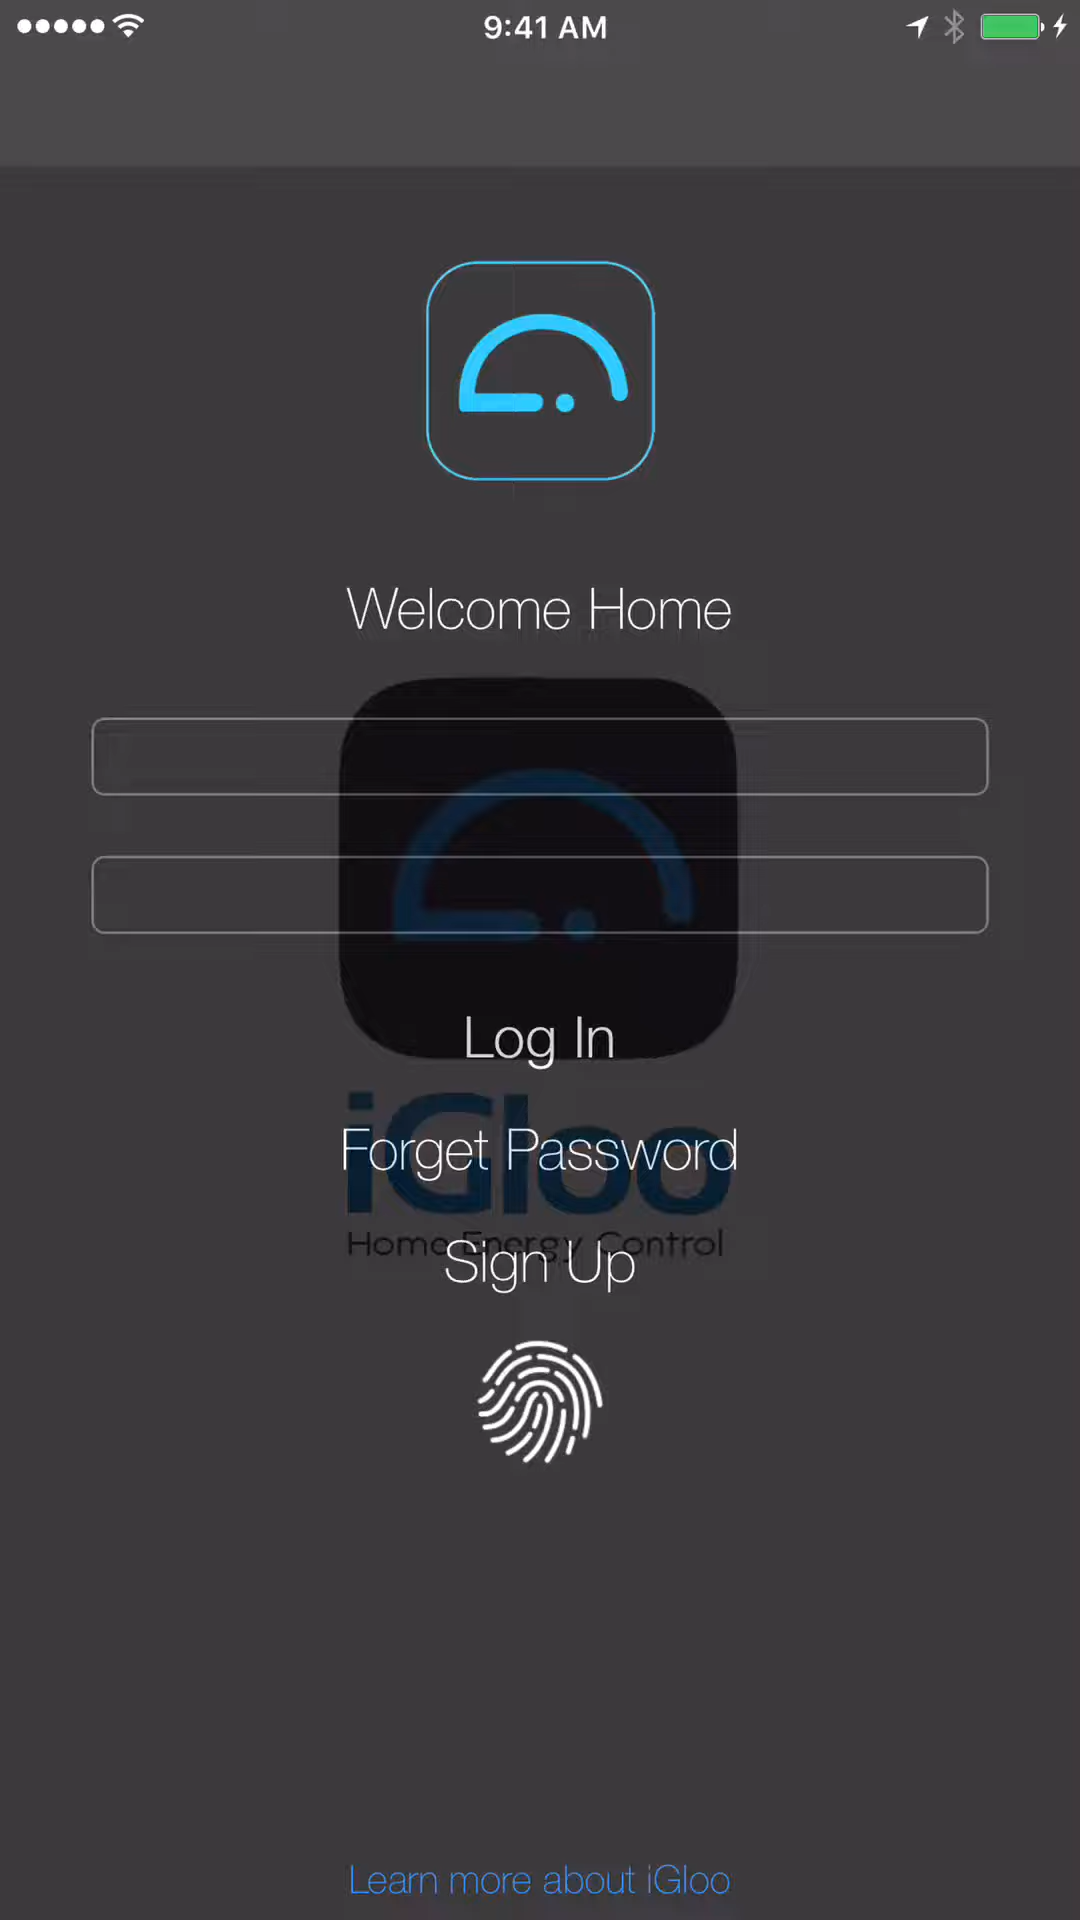 9:41 AM
Welcome Home
Log In
iGloo
Forget Password
Home Energy Control
Sign Up
Learn more about iGloo